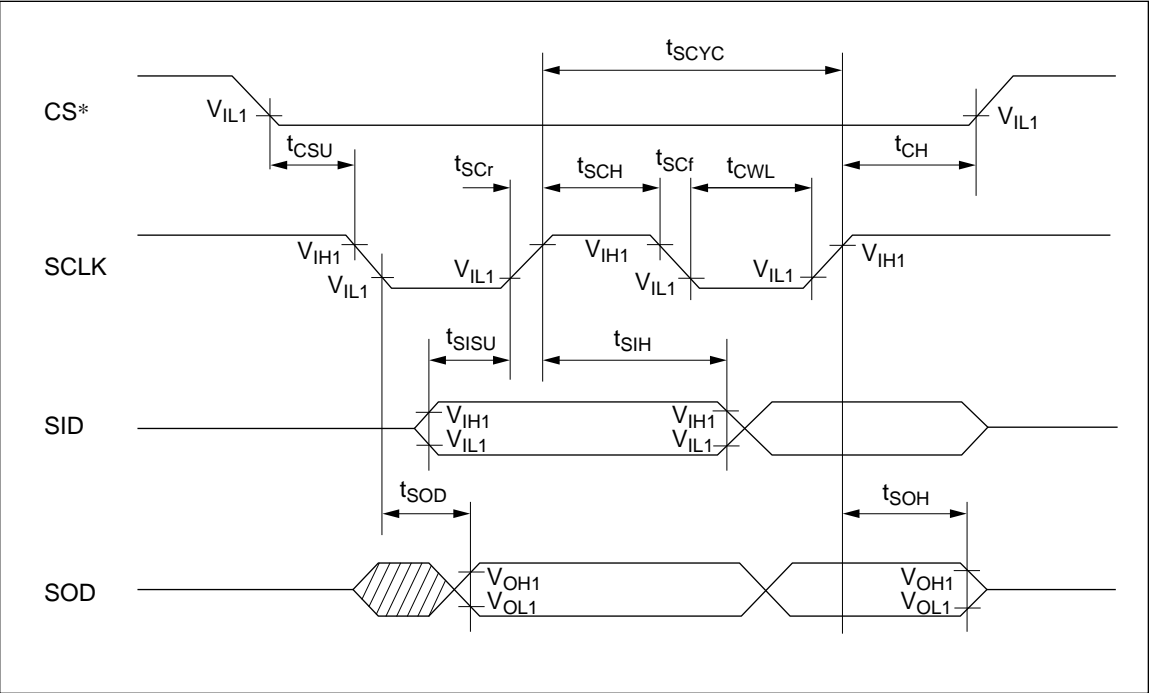 tSCYC
CS*
VIL1
VIL1
tCSU
tSCr
tSCH
tSCf
tCWL
tCH
SCLK
VIH1
VIL1
VIL1
VIH1
VIL1
VIL1
VIH1
tSISU
tSIH
SID
VIH1
VIL1
VIH1
VIL1
tSOD
tSOH
SOD
VOH1
VOL1
VOH1
VOL1